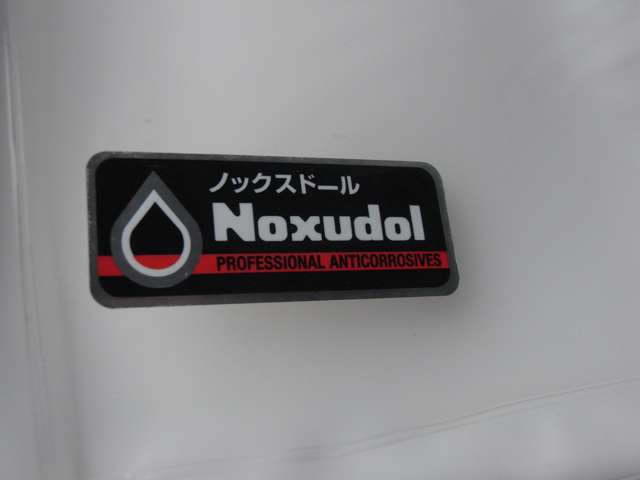 ノックスドール
Noxudol
PROFESSIONAL ANTICORROSIVES